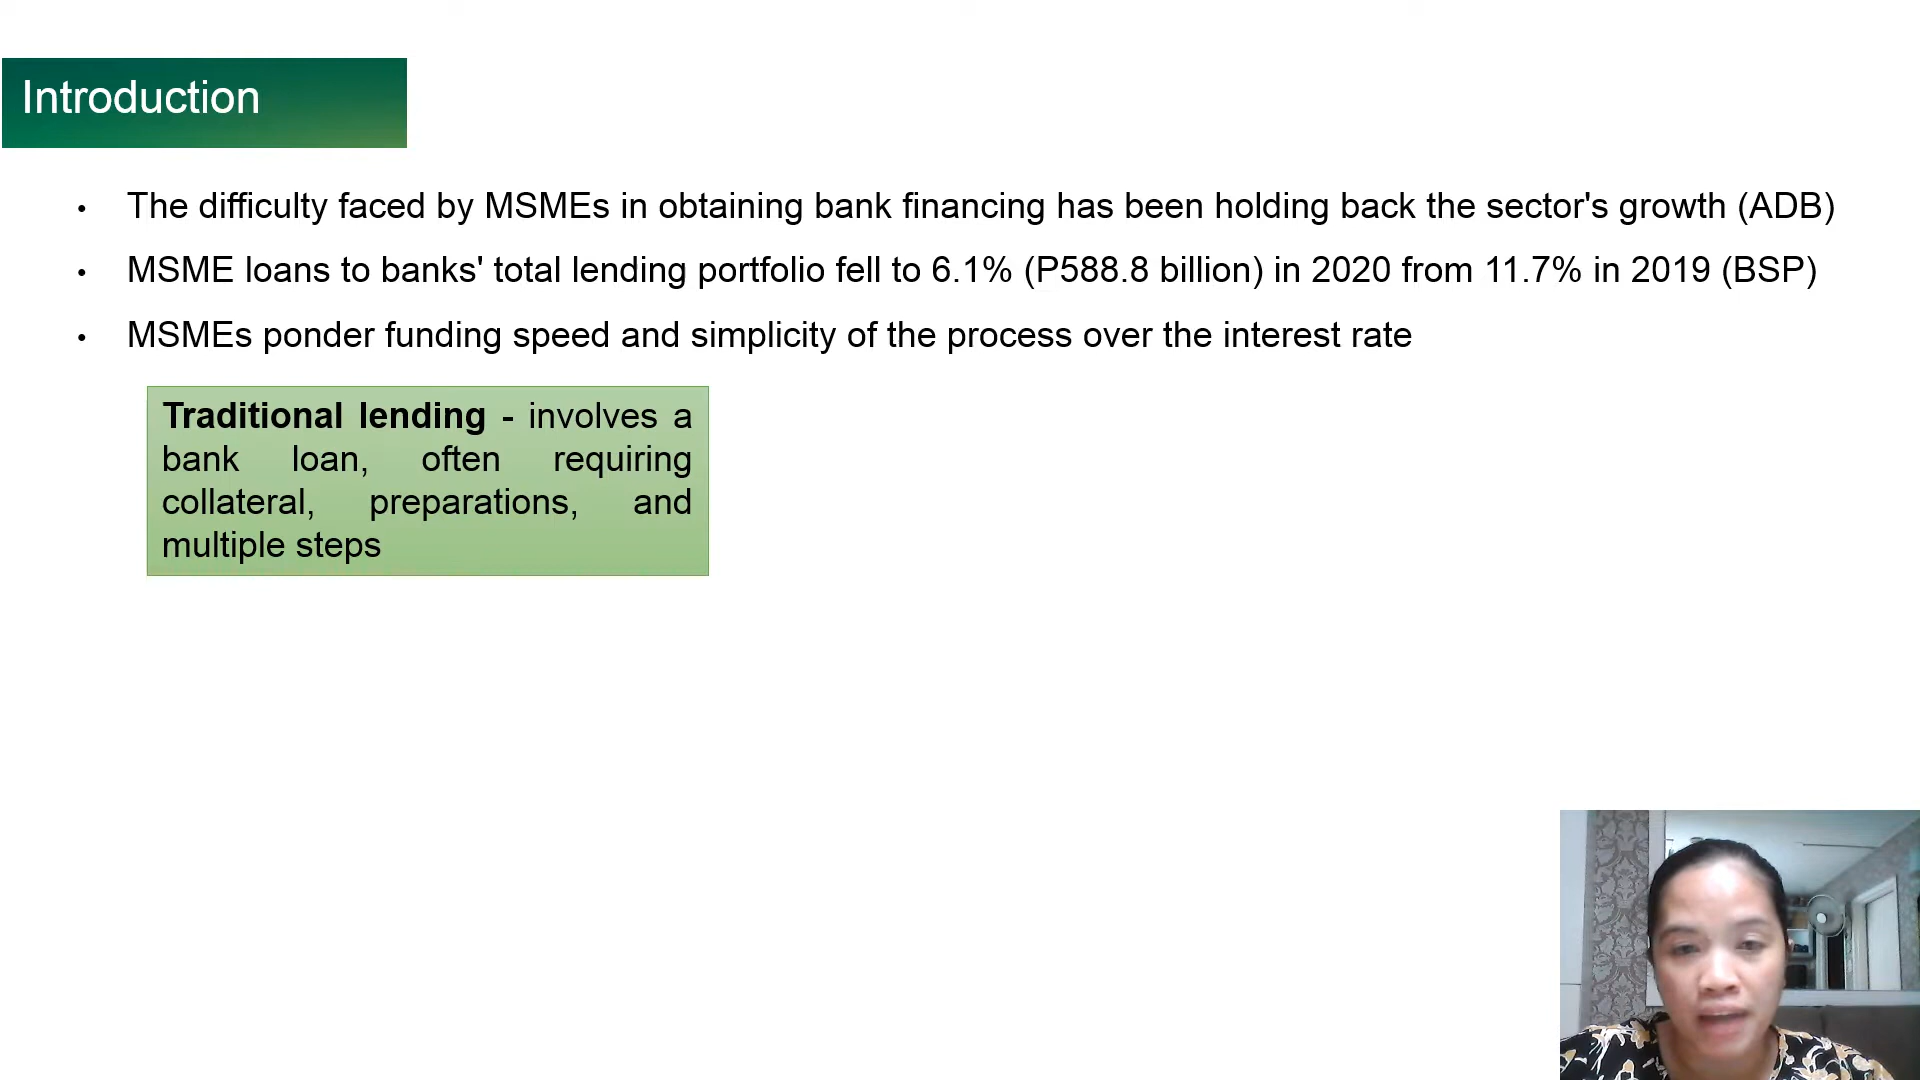 Introduction
• The difficulty faced by MSMEs in obtaining bank financing has been holding back the sector's growth (ADB)
• MSME loans to banks' total lending portfolio fell to 6.1% (P588.8 billion) in 2020 from 11.7% in 2019 (BSP)
• MSMEs ponder funding speed and simplicity of the process over the interest rate
Traditional lending - involves a
bank loan, often requiring
collateral, preparations, and
multiple steps